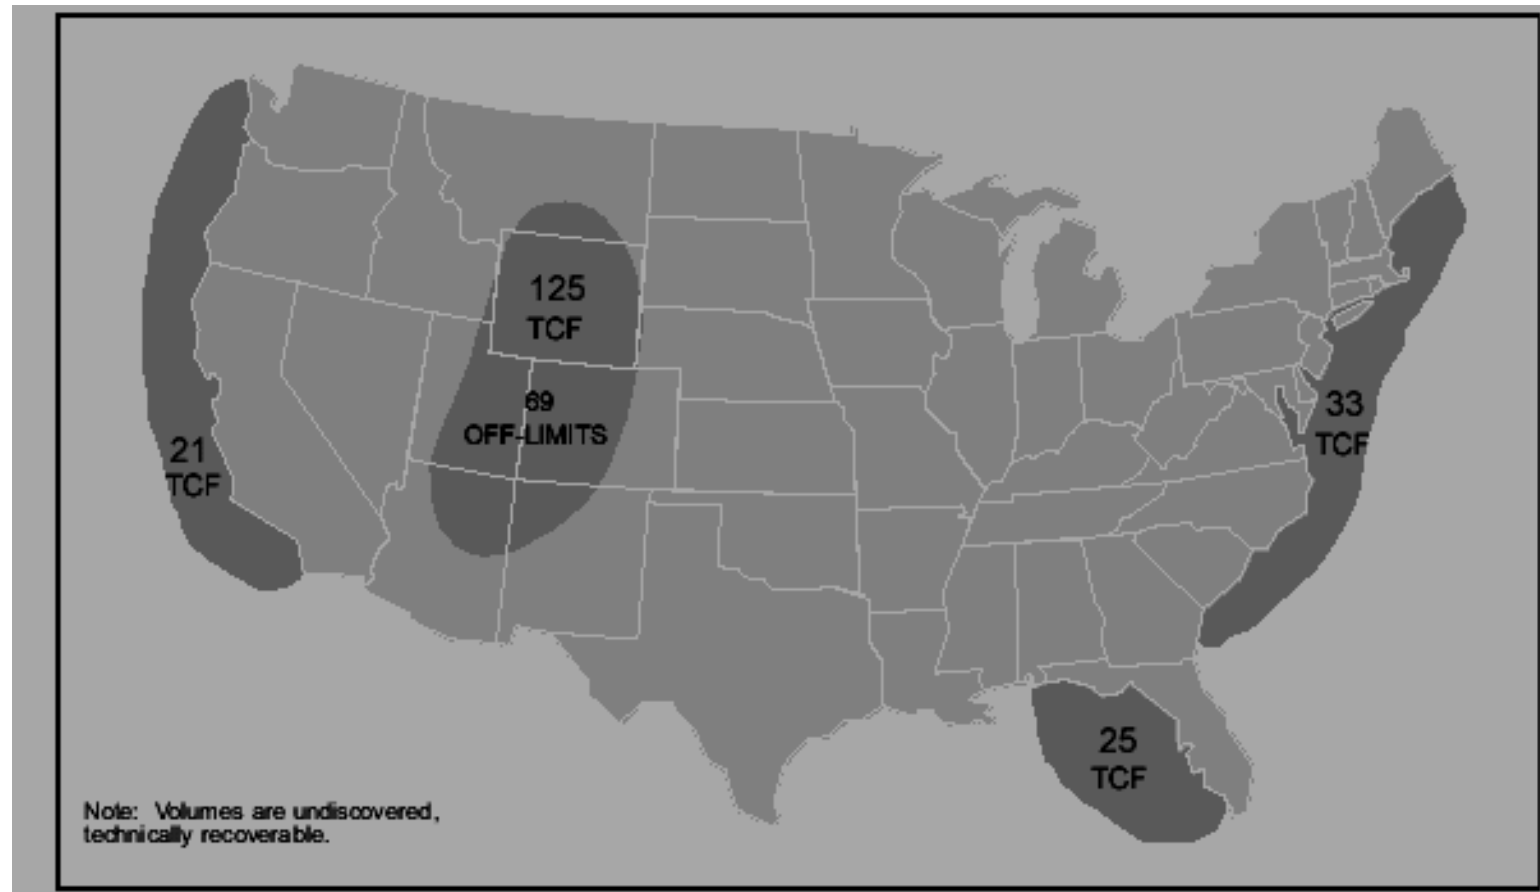 125
TCF
69
OFF-LIMITS
21
TCF
33
TCF
25
TCF
Note: Volumes are undiscovered,
technically recoverable.